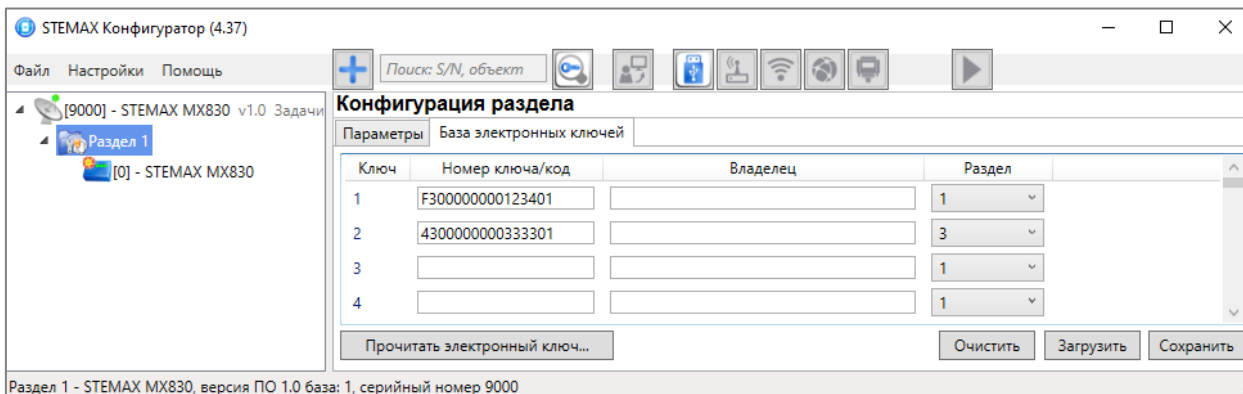 STEMAX Конфигуратор (4.37)
Файл Настройки Помощь
Поиск: S/N, объект
[9000] - STEMAX MX830 v1.0 Задачи
Раздел 1
[0] - STEMAX MX830
Конфигурация раздела
Параметры База электронных ключей
Ключ Номер ключа/код Владелец Раздел
1 F300000000123401 1
2 4300000000333301 3
3 1
4 1
Прочитать электронный ключ... Очистить Загрузить Сохранить
Раздел 1 - STEMAX MX830, версия ПО 1.0 база: 1, серийный номер 9000